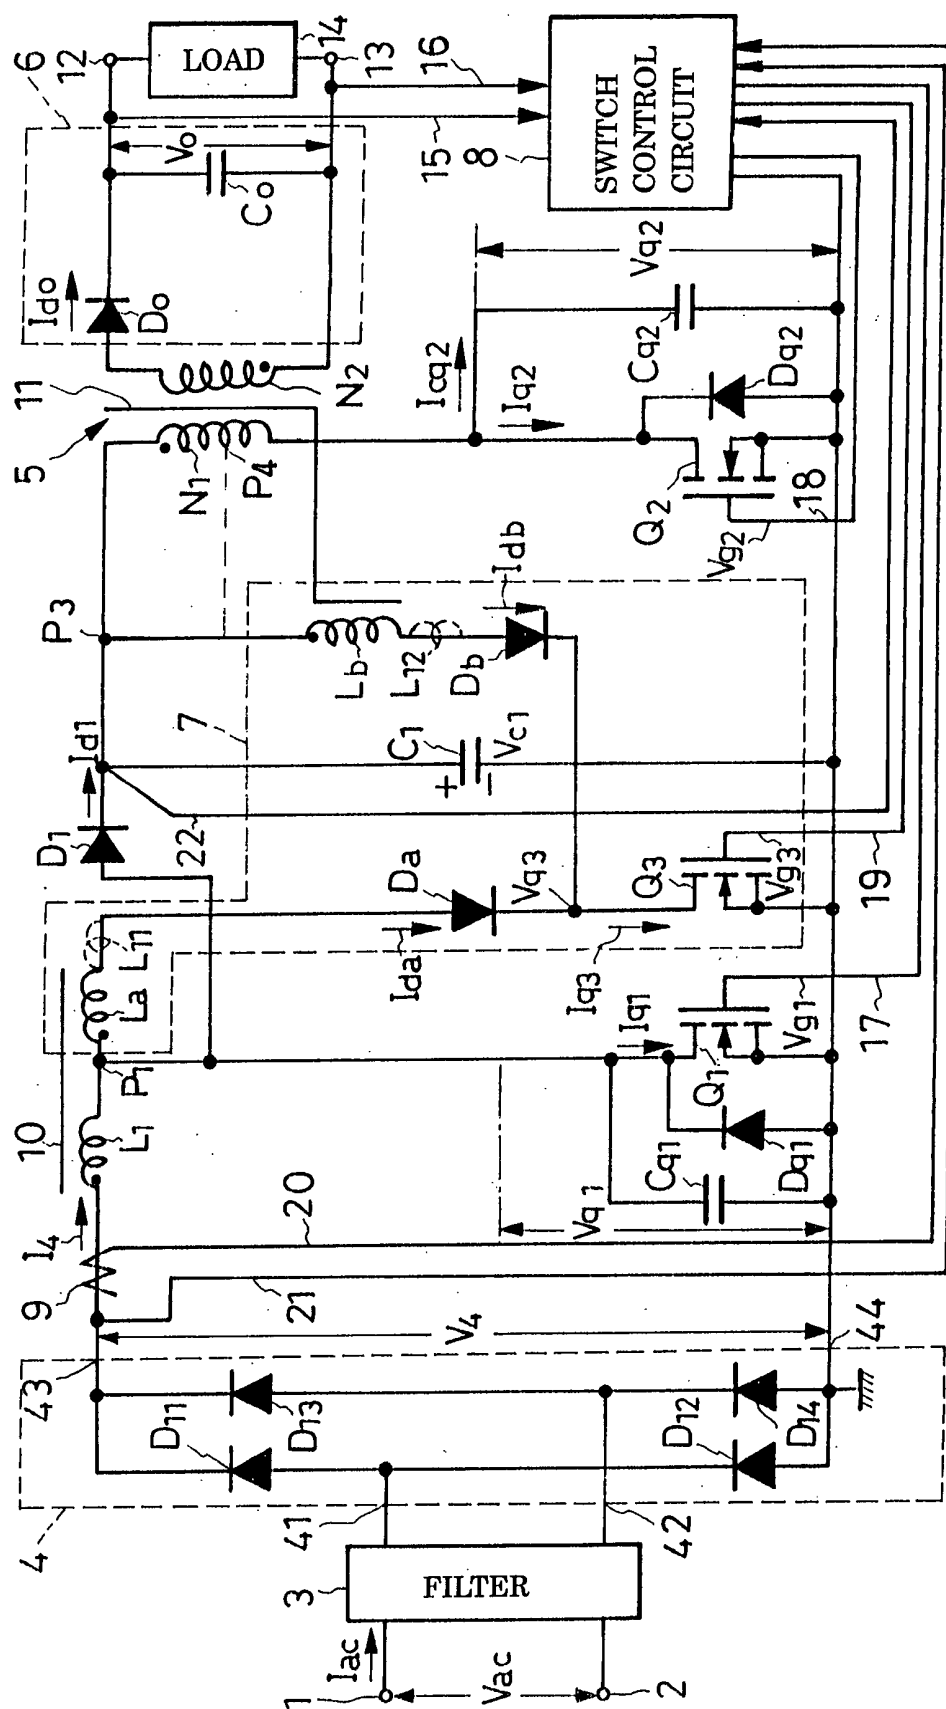 1
2
Iac
Vac
3
FILTER
41
42
4
43
D11
D13
D12
D14
44
V4
9
I4
20
21
10
L1
P1
La
L11
Vq1
Cq1
Dq1
Q1
Iq1
Vg1
17
D1
Id1
22
7
Da
Ida
Vq3
Iq3
Q3
Vg3
19
C1
+
−
Vc1
P3
Lb
L12
Db
Idb
5
11
N1
P4
N2
Icq2
Iq2
Q2
Vg2
18
Cq2
Dq2
Vq2
Ido
Do
Co
Vo
6
12
LOAD
14
13
15
16
8
SWITCH
CONTROL
CIRCUIT